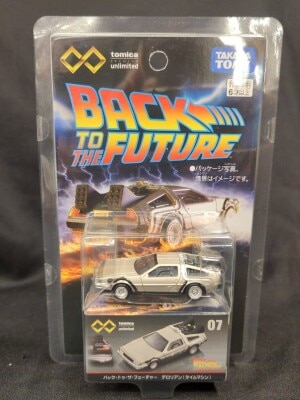 tomica
unlimited
TAKARA
TOMY
BACK
TO THE
FUTURE
●パッケージ写真、
背景はイメージです。
tomica
unlimited
07
バック・トゥ・ザ・フューチャー デロリアン(タイムマシン)